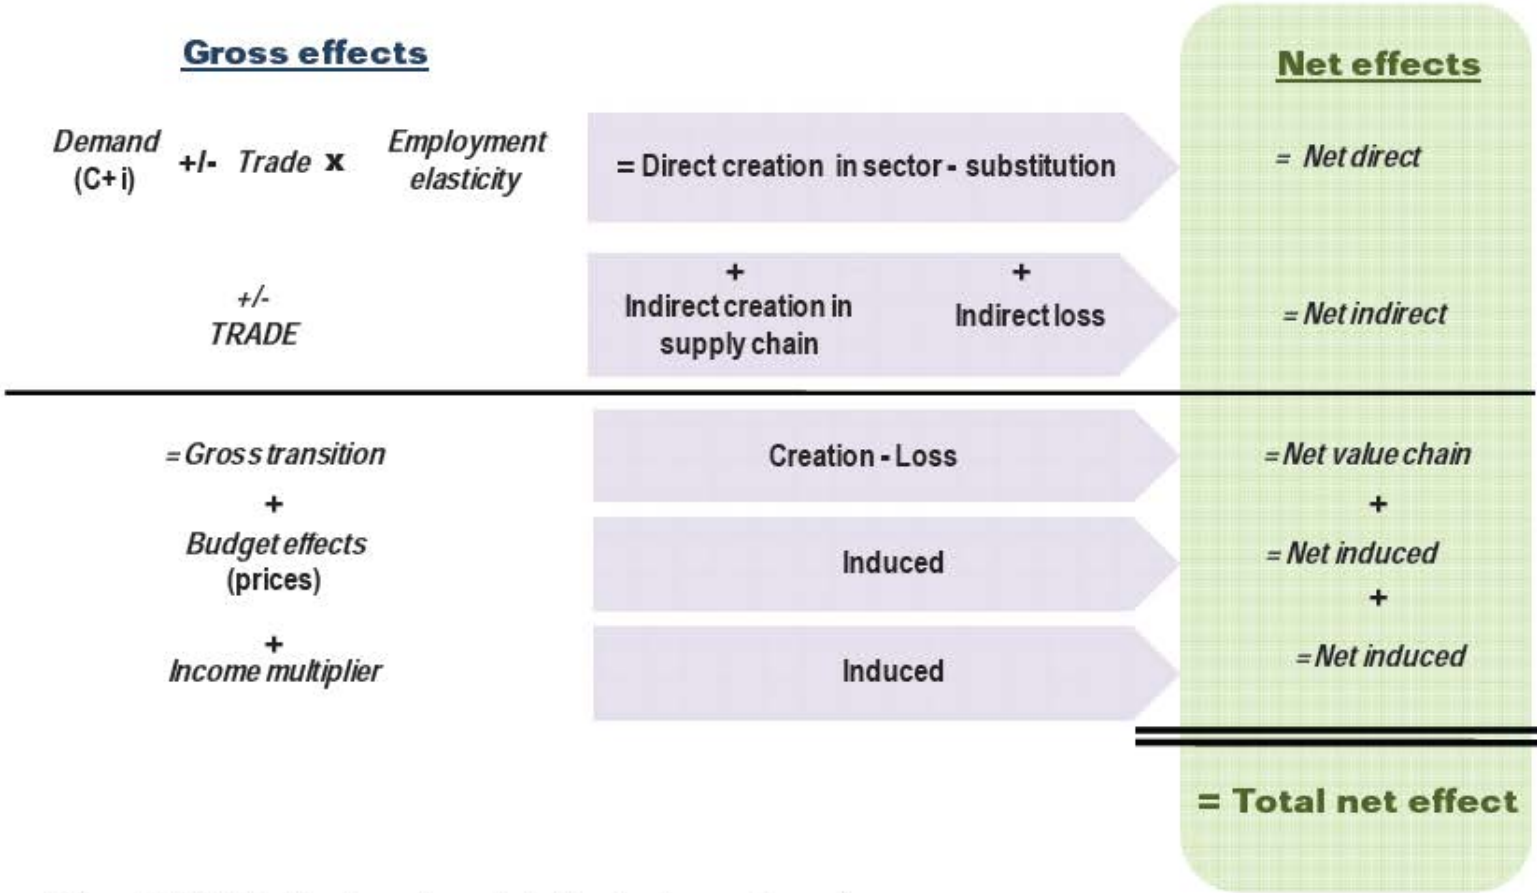 Gross effects
Net effects
Demand
(C+i)
+/- Trade x
Employment
elasticity
= Direct creation in sector - substitution
= Net direct
+/-
TRADE
+
Indirect creation in
supply chain
+
Indirect loss
= Net indirect
= Gross transition
Creation - Loss
= Net value chain
+
+
Budget effects
(prices)
Induced
= Net induced
+
+
Income multiplier
Induced
= Net induced
= Total net effect